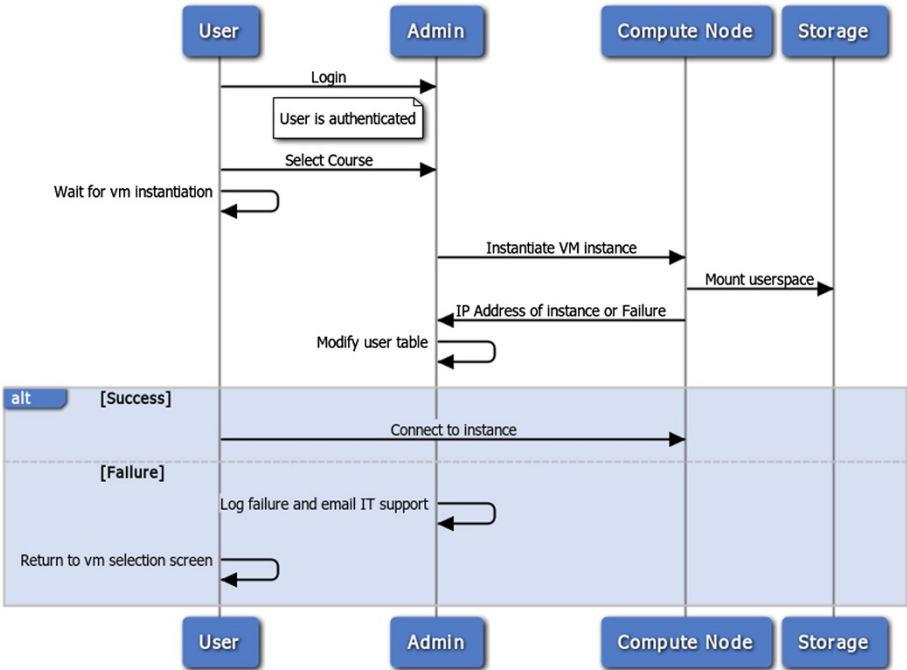 User
Admin
Compute Node
Storage
Login
User is authenticated
Select Course
Wait for vm instantiation
Instantiate VM instance
Mount userspace
IP Address of instance or Failure
Modify user table
alt
[Success]
Connect to instance
[Failure]
Log failure and email IT support
Return to vm selection screen
User
Admin
Compute Node
Storage